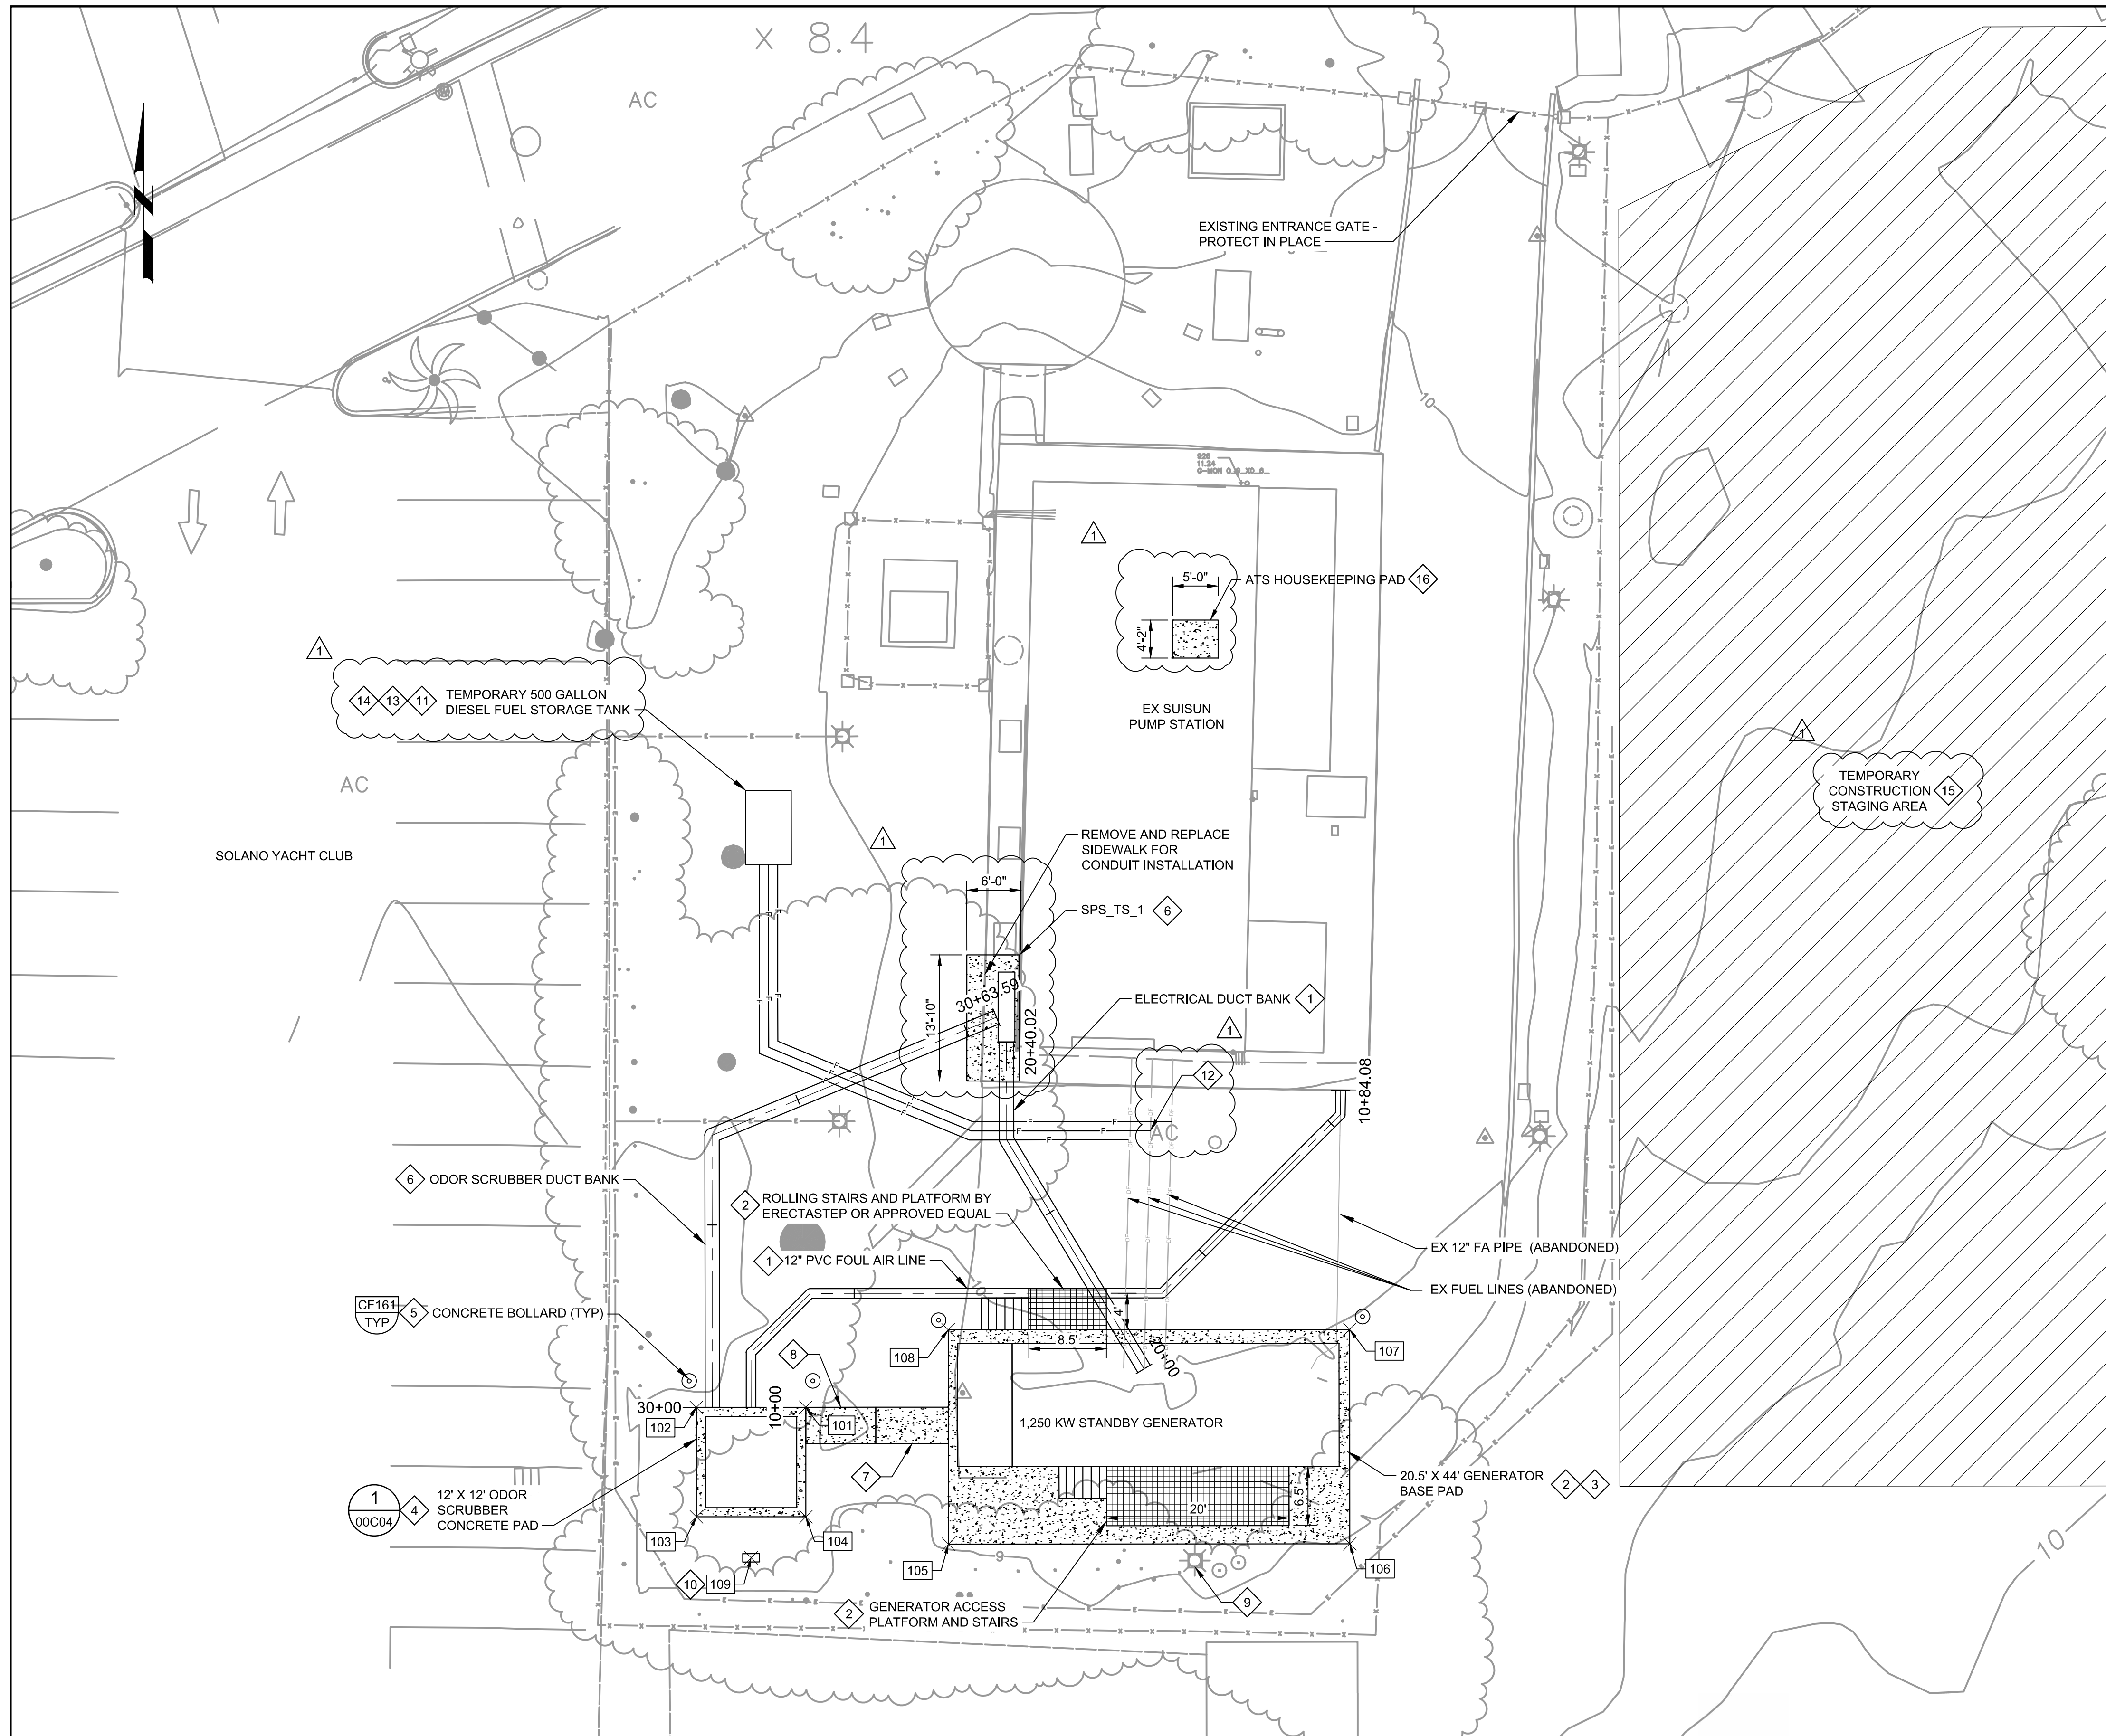 X 8.4
AC
EXISTING ENTRANCE GATE -
PROTECT IN PLACE
10
926
11.24
1
5'-0"
ATS HOUSEKEEPING PAD 16
4'-2"
1
14 13 11 TEMPORARY 500 GALLON
DIESEL FUEL STORAGE TANK
EX SUISUN
PUMP STATION
1
TEMPORARY
CONSTRUCTION 15
STAGING AREA
AC
SOLANO YACHT CLUB
1
REMOVE AND REPLACE
SIDEWALK FOR
CONDUIT INSTALLATION
6'-0"
SPS_TS_1 6
13'-10"
30+63.59
20+40.02
ELECTRICAL DUCT BANK 1
1
12
10+84.08
AC
6 ODOR SCRUBBER DUCT BANK
2 ROLLING STAIRS AND PLATFORM BY
ERECTASTEP OR APPROVED EQUAL
1 12" PVC FOUL AIR LINE
10
EX 12" FA PIPE (ABANDONED)
EX FUEL LINES (ABANDONED)
CF161
TYP
5 CONCRETE BOLLARD (TYP)
4'
8.5'
20+00
8
108
107
30+00
10+00
102
101
1,250 KW STANDBY GENERATOR
7
1
00C04
4 12' X 12' ODOR
SCRUBBER
CONCRETE PAD
20.5' X 44' GENERATOR
BASE PAD
2 3
20'
6.5'
103
104
105
106
9
10 109
9
2 GENERATOR ACCESS
PLATFORM AND STAIRS
10